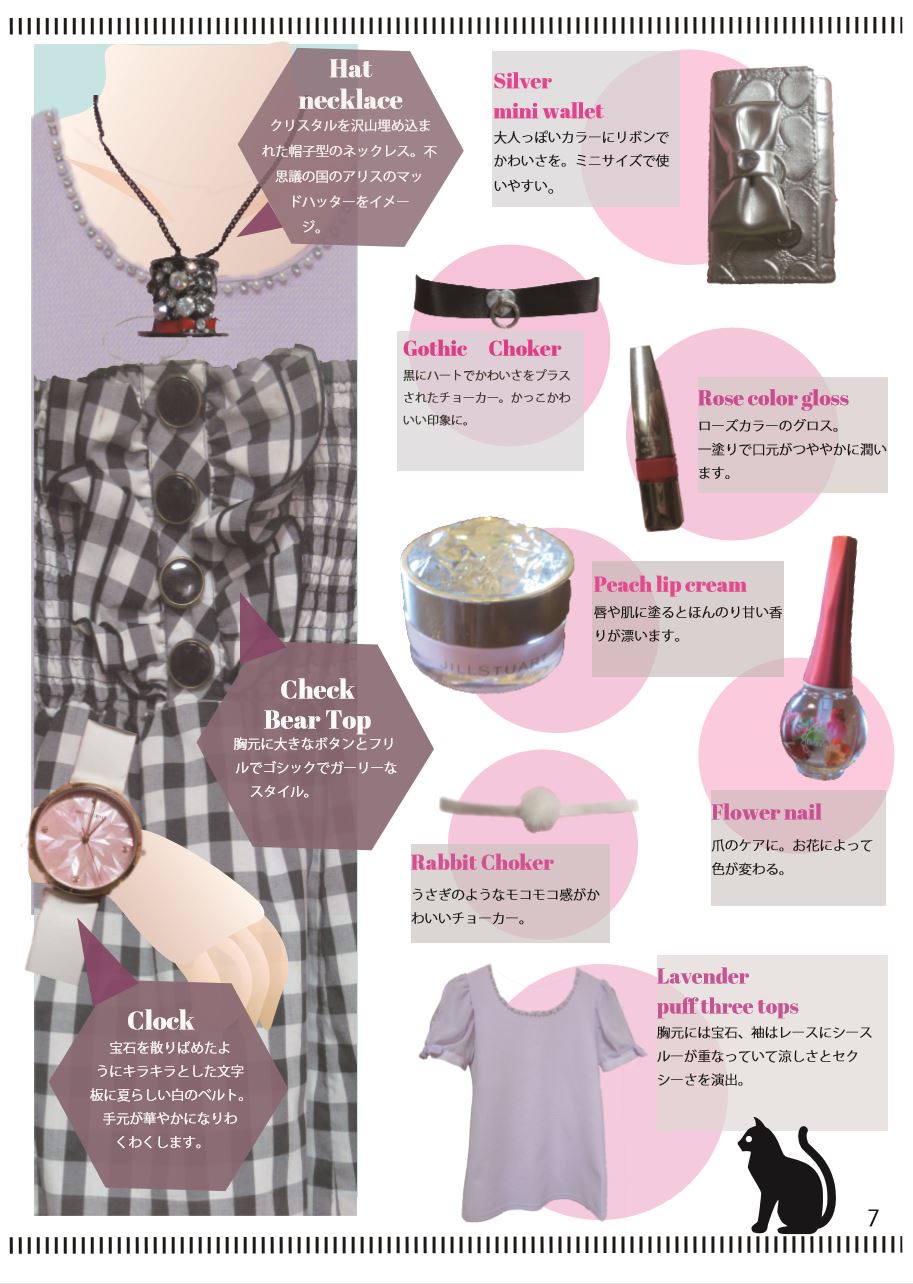 Hat
necklace
クリスタルを沢山埋め込ま
れた帽子型のネックレス。不
思議の国のアリスのマッ
ドハッターをイメー
ジ。
Silver
mini wallet
大人っぽいカラーにリボンで
かわいさを。ミニサイズで使
いやすい。
Gothic Choker
黒にハートでかわいさをプラス
されたチョーカー。かっこかわ
いい印象に。
Rose color gloss
ローズカラーのグロス。
一塗りで口元がつややかに潤い
ます。
Peach lip cream
唇や肌に塗るとほんのり甘い香
りが漂います。
JILLSTUART
Check
Bear Top
胸元に大きなボタンとフリ
ルでゴシックでガーリーな
スタイル。
Flower nail
爪のケアに。お花によって
色が変わる。
Rabbit Choker
うさぎのようなモコモコ感がか
わいいチョーカー。
Lavender
puff three tops
胸元には宝石、袖はレースにシース
ルーが重なっていて涼しさとセク
シーさを演出。
Clock
宝石を散りばめたよ
うにキラキラとした文字
板に夏らしい白のベルト。
手元が華やかになりわ
くわくします。
7